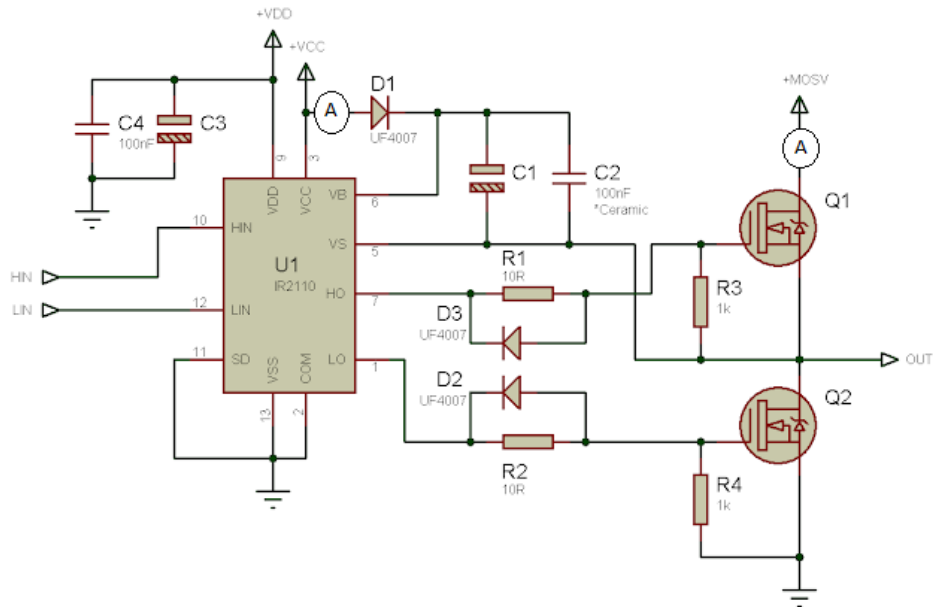 +VDD
+VCC
A
D1
UF4007
C4
100nF
C3
9
3
VDD
VCC
VB
6
C1
C2
100nF
*Ceramic
+MOSV
A
Q1
HIN
10
HIN
VS
5
U1
IR2110
R1
10R
HO
7
LIN
12
LIN
D3
UF4007
R3
1k
11
SD
VSS
COM
LO
1
13
2
OUT
D2
UF4007
R2
10R
Q2
R4
1k